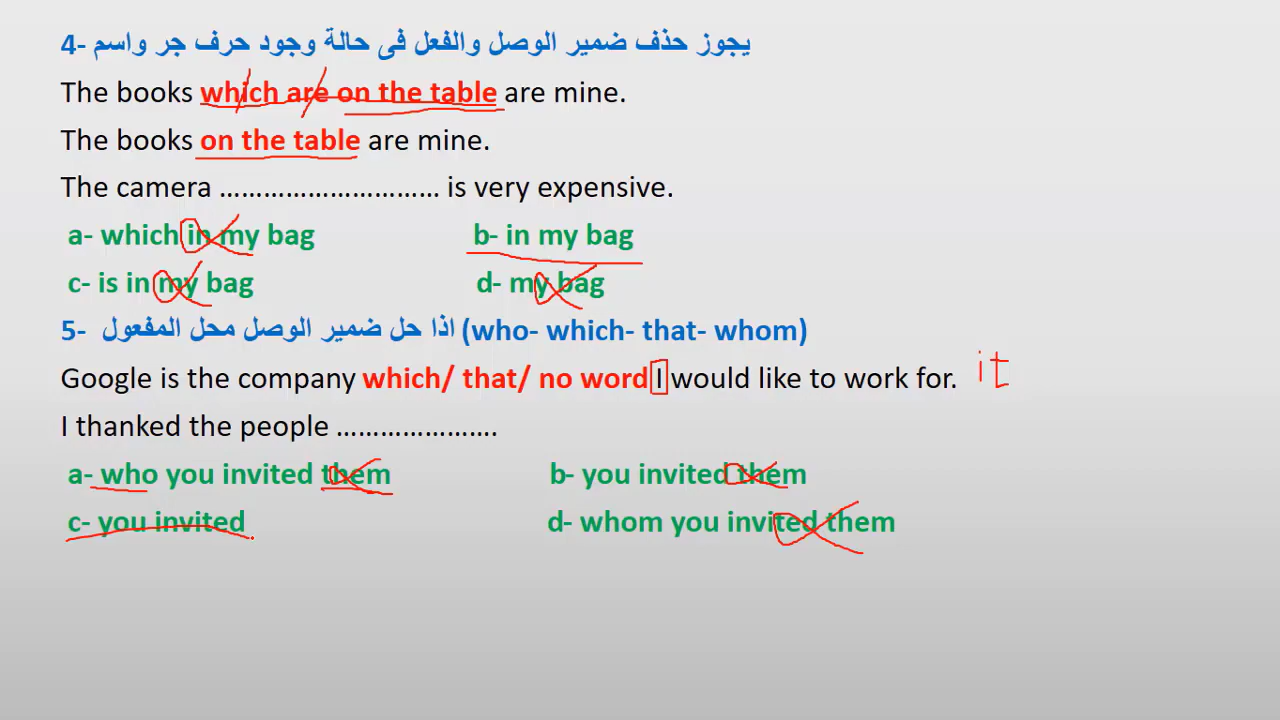 4- يجوز حذف ضمير الوصل والفعل فى حالة وجود حرف جر واسم
The books which are on the table are mine.
The books on the table are mine.
The camera ………………………… is very expensive.
a- which in my bag b- in my bag
c- is in my bag d- my bag
5- اذا حل ضمير الوصل محل المفعول (who- which- that- whom)
Google is the company which/ that/ no word I would like to work for. it
I thanked the people ………………….
a- who you invited them b- you invited them
c- you invited d- whom you invited them